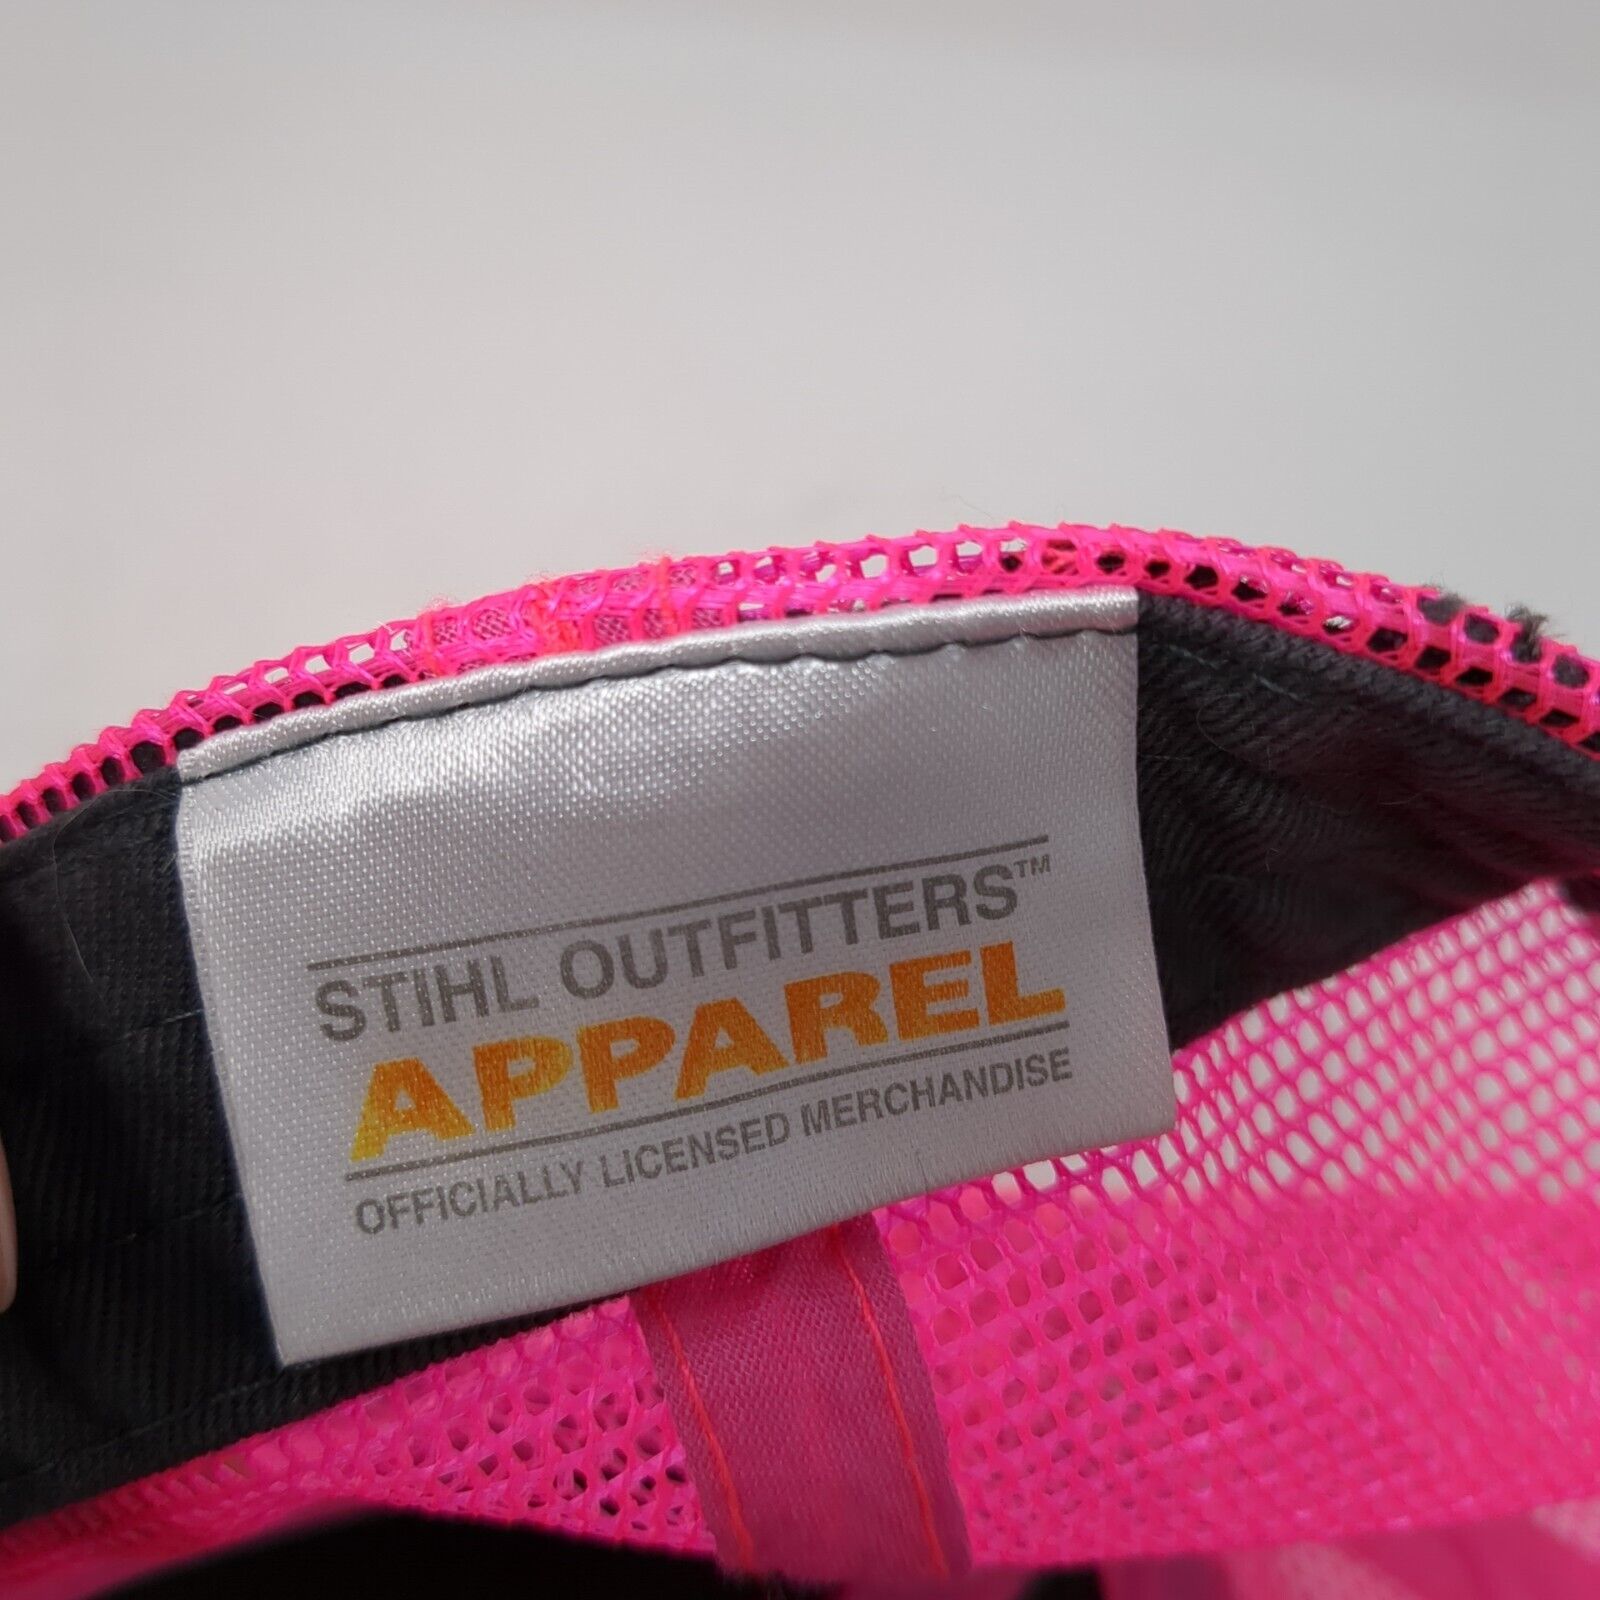 STIHL OUTFITTERS™
APPAREL
OFFICIALLY LICENSED MERCHANDISE